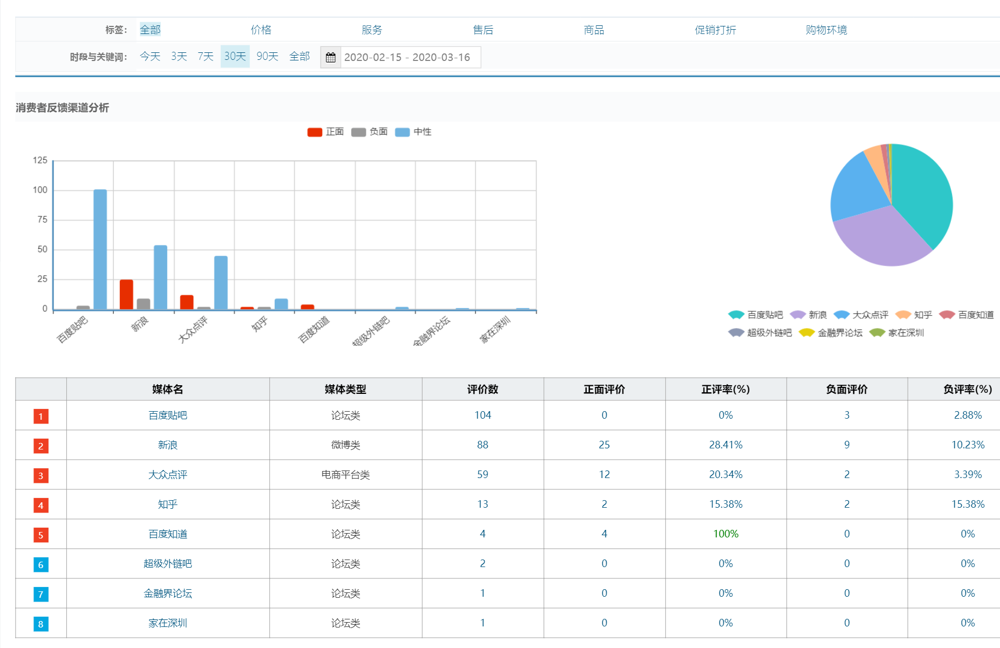 标签： 全部 价格 服务 售后 商品 促销打折 购物环境
时段与关键词： 今天 3天 7天 30天 90天 全部 2020-02-15 - 2020-03-16
消费者反馈渠道分析
正面 负面 中性
125
100
75
50
25
0
百度贴吧 新浪 大众点评 知乎 百度知道 超级外链吧 金融界论坛 家在深圳
百度贴吧 新浪 大众点评 知乎 百度知道
超级外链吧 金融界论坛 家在深圳
媒体名 媒体类型 评价数 正面评价 正评率(%) 负面评价 负评率(%)
1 百度贴吧 论坛类 104 0 0% 3 2.88%
2 新浪 微博类 88 25 28.41% 9 10.23%
3 大众点评 电商平台类 59 12 20.34% 2 3.39%
4 知乎 论坛类 13 2 15.38% 2 15.38%
5 百度知道 论坛类 4 4 100% 0 0%
6 超级外链吧 论坛类 2 0 0% 0 0%
7 金融界论坛 论坛类 1 0 0% 0 0%
8 家在深圳 论坛类 1 0 0% 0 0%